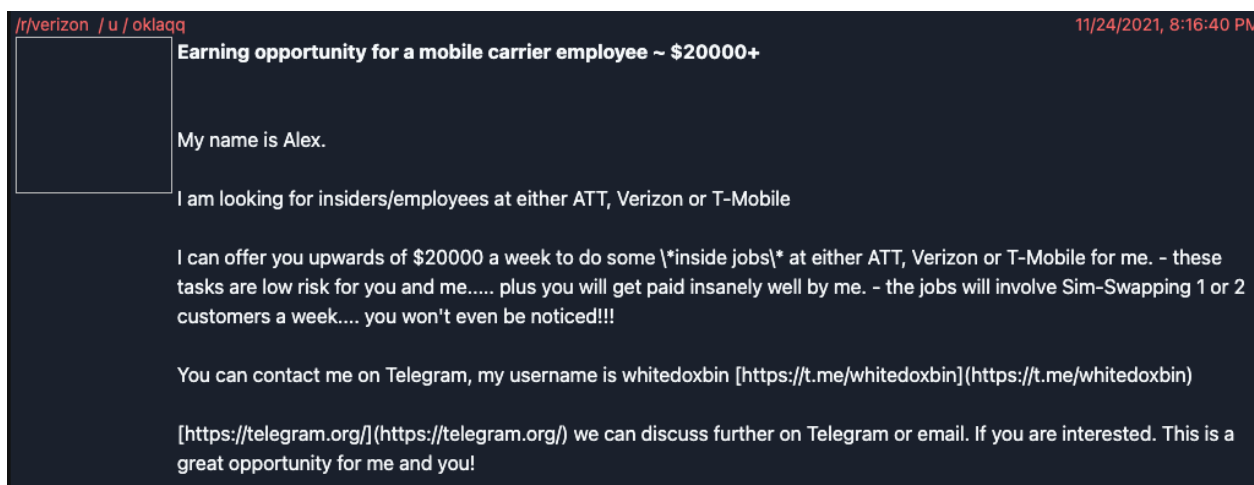 /r/verizon / u / oklaqq 11/24/2021, 8:16:40 PM
Earning opportunity for a mobile carrier employee ~ $20000+
My name is Alex.
I am looking for insiders/employees at either ATT, Verizon or T-Mobile
I can offer you upwards of $20000 a week to do some \*inside jobs\* at either ATT, Verizon or T-Mobile for me. - these
tasks are low risk for you and me..... plus you will get paid insanely well by me. - the jobs will involve Sim-Swapping 1 or 2
customers a week.... you won't even be noticed!!!
You can contact me on Telegram, my username is whitedoxbin [https://t.me/whitedoxbin](https://t.me/whitedoxbin)
[https://telegram.org/](https://telegram.org/) we can discuss further on Telegram or email. If you are interested. This is a
great opportunity for me and you!